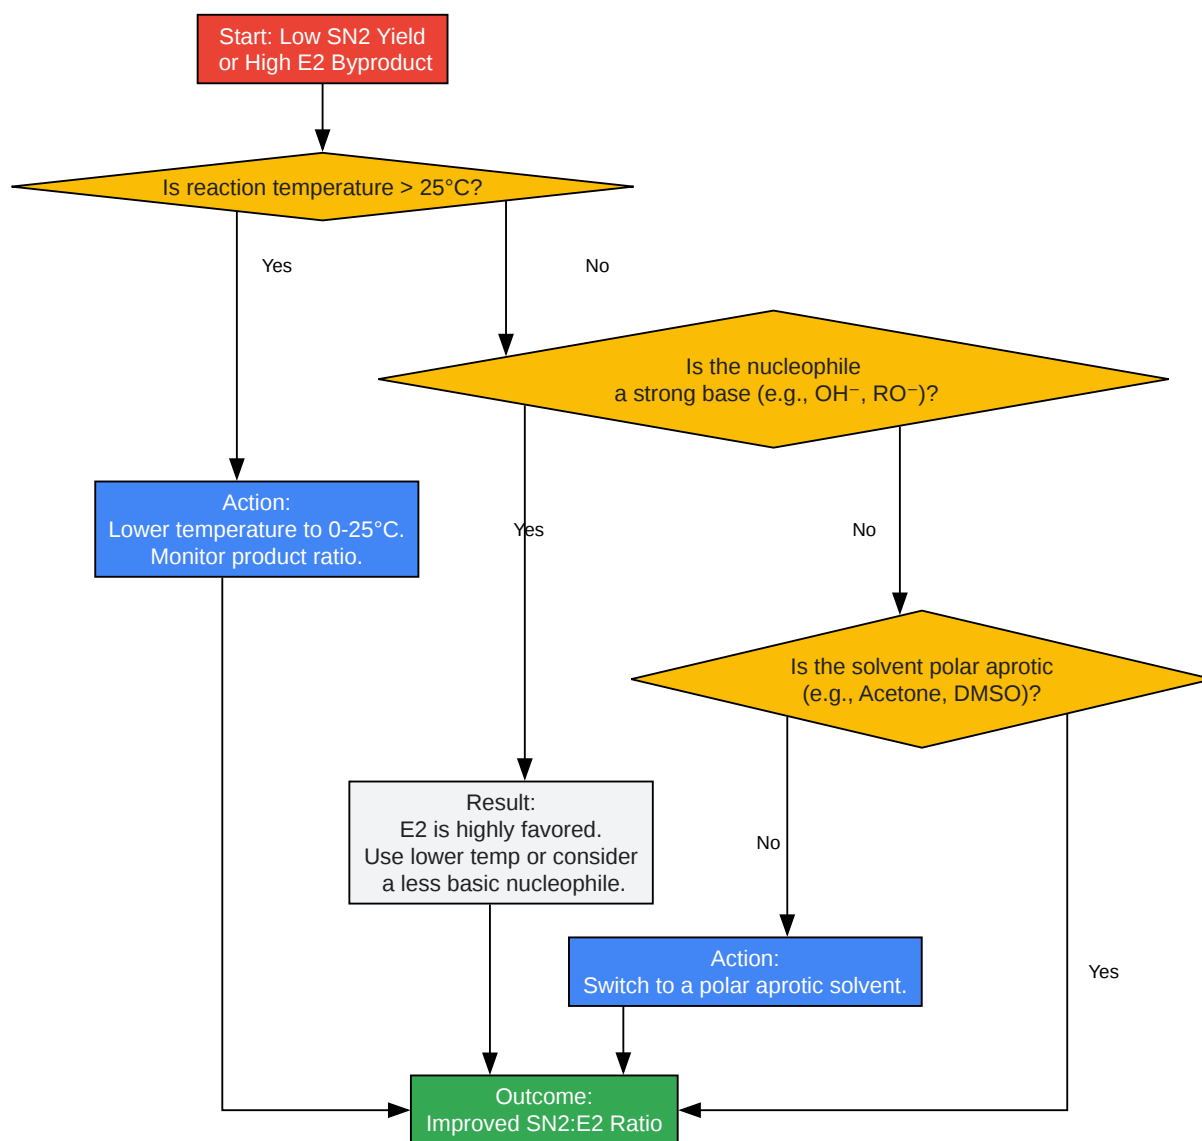 Start: Low SN2 Yield
or High E2 Byproduct
Is reaction temperature > 25°C?
Yes
No
Is the nucleophile
a strong base (e.g., OH⁻, RO⁻)?
Action:
Lower temperature to 0-25°C.
Monitor product ratio.
Yes
No
Is the solvent polar aprotic
(e.g., Acetone, DMSO)?
Result:
E2 is highly favored.
Use lower temp or consider
a less basic nucleophile.
No
Action:
Switch to a polar aprotic solvent.
Yes
Outcome:
Improved SN2:E2 Ratio